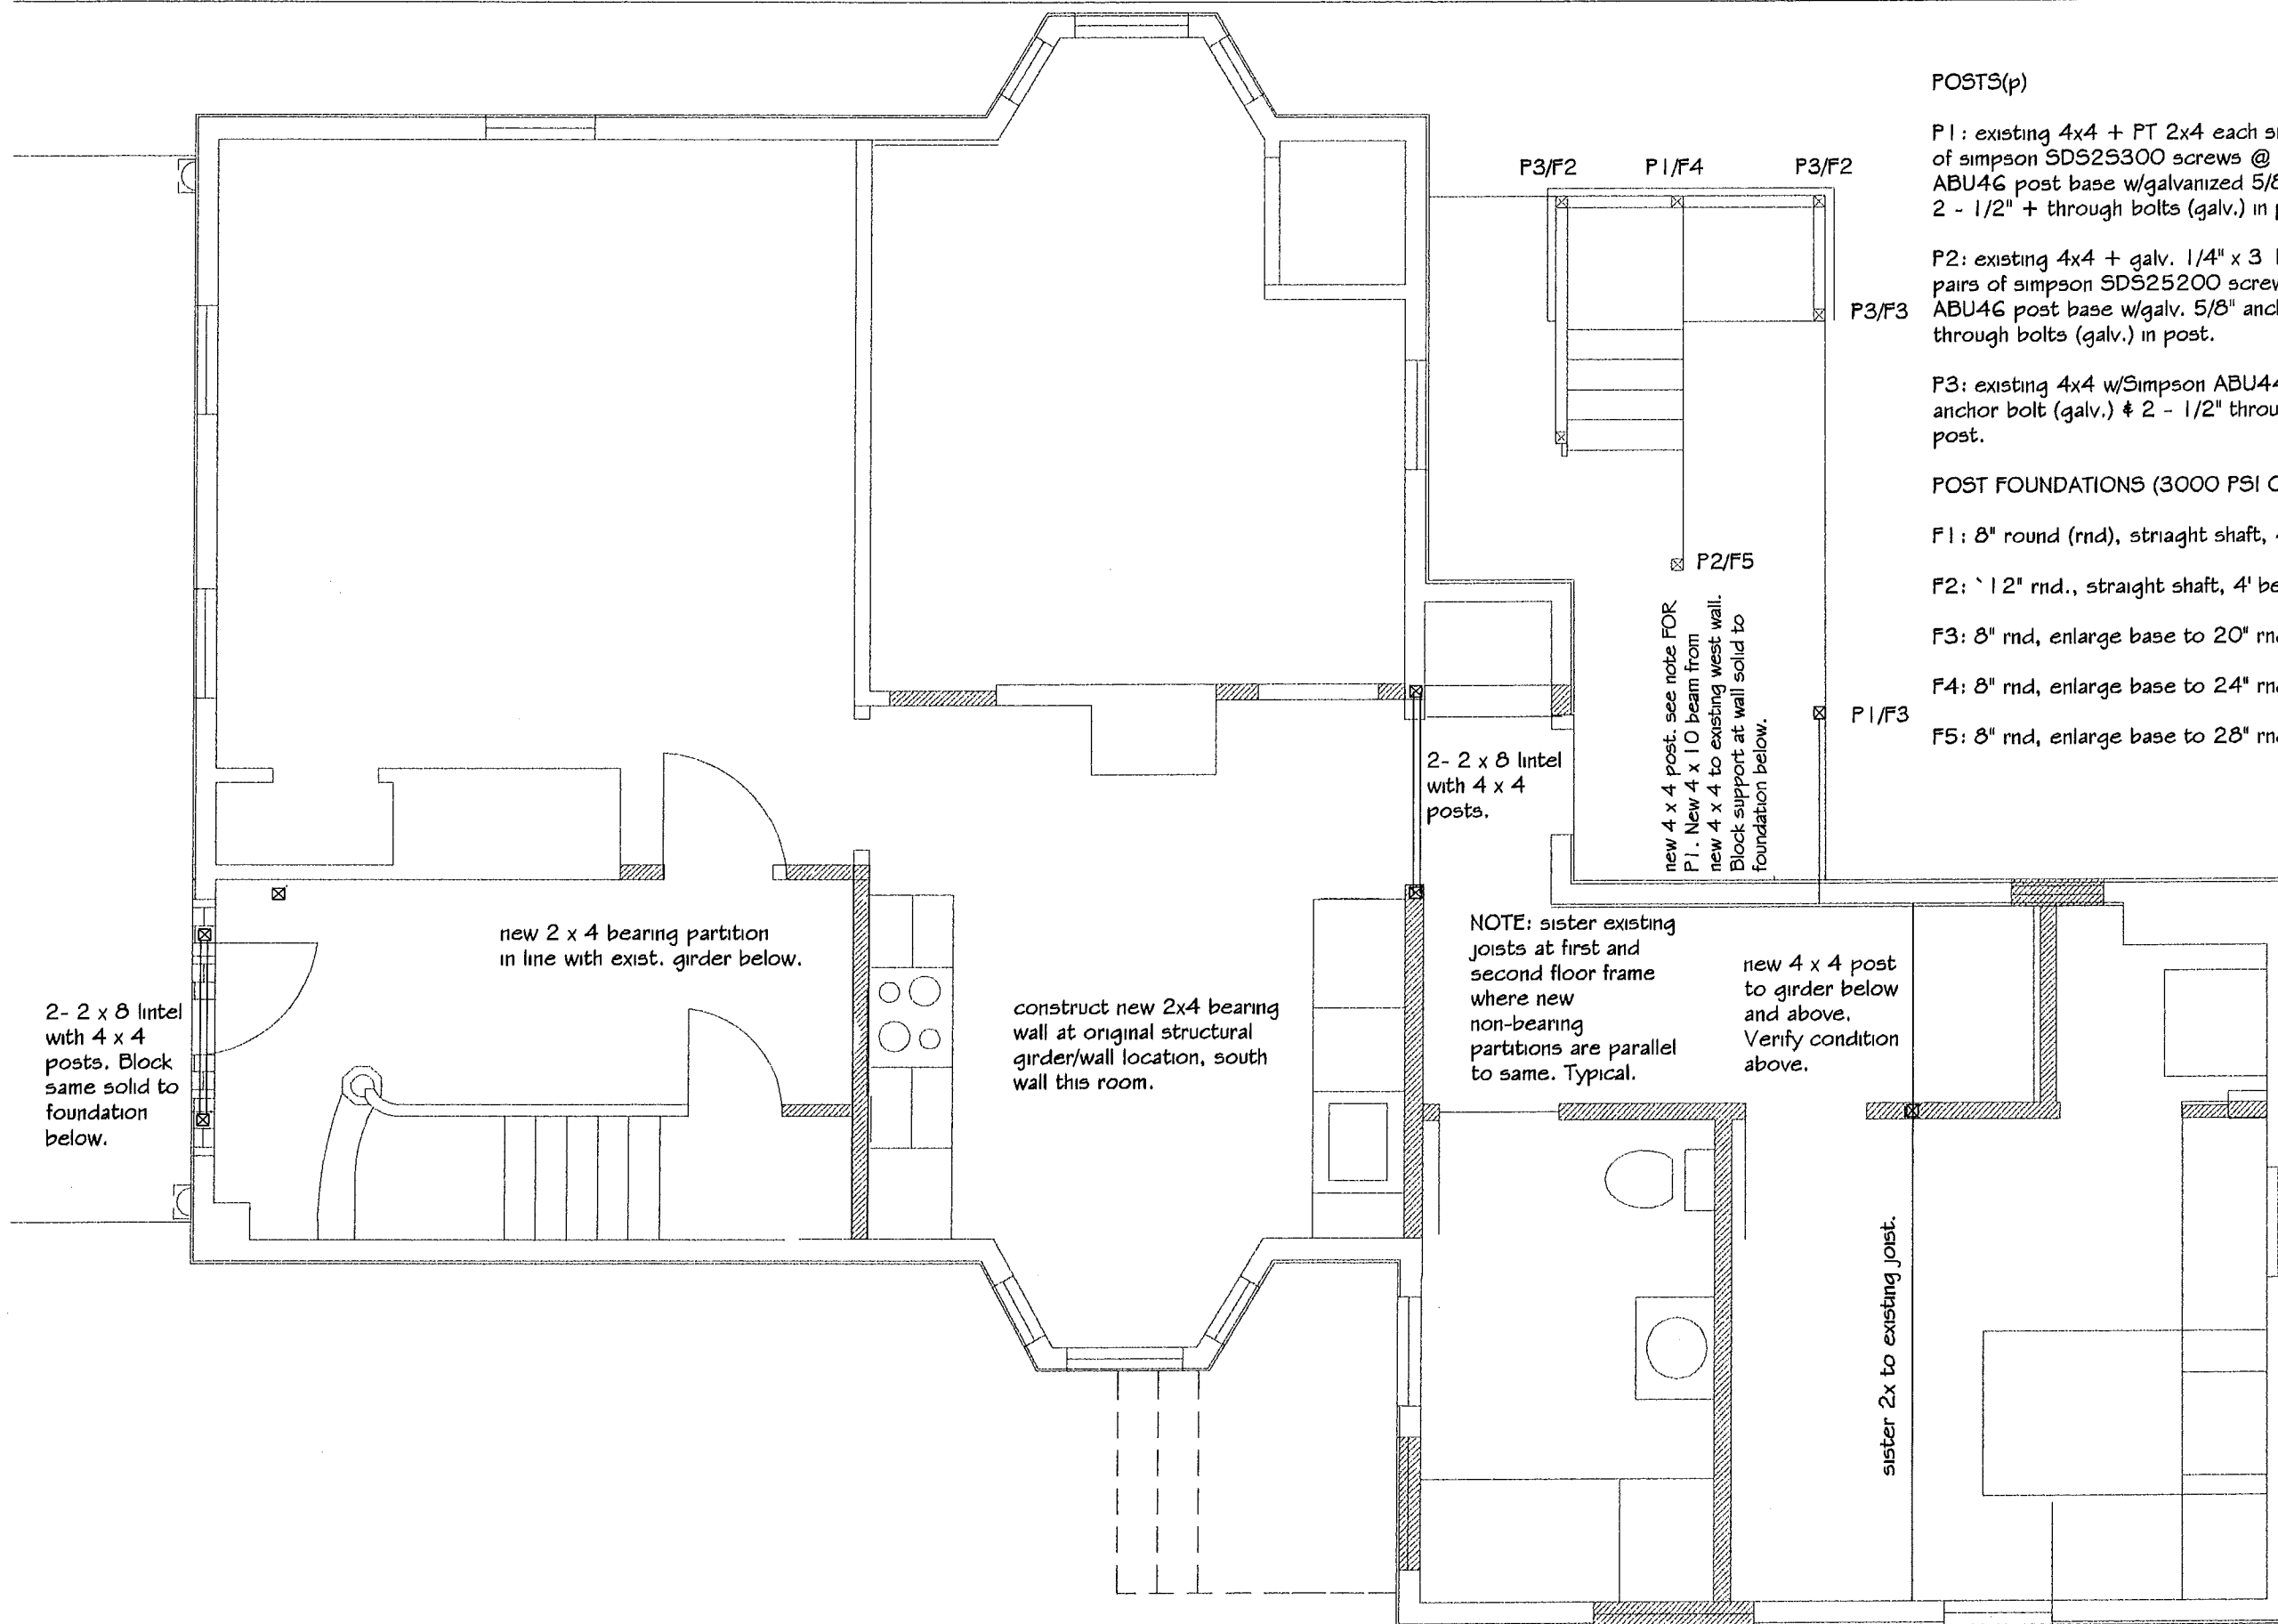 POSTS(p)
P1: existing 4x4 + PT 2x4 each
of simpson SDS25300 screws @
ABU46 post base w/galvanized
2 - 1/2" + through bolts (galv.) in
P2: existing 4x4 + galv. 1/4" x 3
pairs of simpson SDS25200
ABU46 post base w/galv. 5/8"
through bolts (galv.) in post.
P3: existing 4x4 w/Simpson
anchor bolt (galv.) & 2 - 1/2"
post.
POST FOUNDATIONS (3000 PSI
F1: 8" round (rnd), striaght shaft,
F2: `12" rnd., straight shaft, 4'
F3: 8" rnd, enlarge base to 20"
F4: 8" rnd, enlarge base to 24"
F5: 8" rnd, enlarge base to 28"
P3/F2
P1/F4
P3/F2
P3/F3
P2/F5
P1/F3
new 4 x 4 post. see note FOR
P1. New 4 x 10 beam from
new 4 x 4 to existing west wall.
Block support at wall solid to
foundation below.
2- 2 x 8 lintel
with 4 x 4
posts.
new 2 x 4 bearing partition
in line with exist. girder below.
2- 2 x 8 lintel
with 4 x 4
posts. Block
same solid to
foundation
below.
construct new 2x4 bearing
wall at original structural
girder/wall location, south
wall this room.
NOTE: sister existing
joists at first and
second floor frame
where new
non-bearing
partitions are parallel
to same. Typical.
new 4 x 4 post
to girder below
and above.
Verify condition
above.
sister 2x to existing joist.